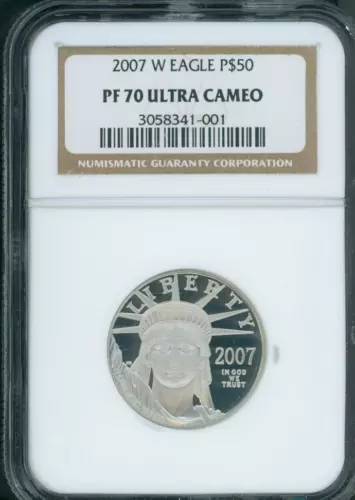 2007 W EAGLE P$50
PF 70 ULTRA CAMEO
3058341-001
NUMISMATIC GUARANTY CORPORATION
LIBERTY
2007
IN GOD
WE
TRUST